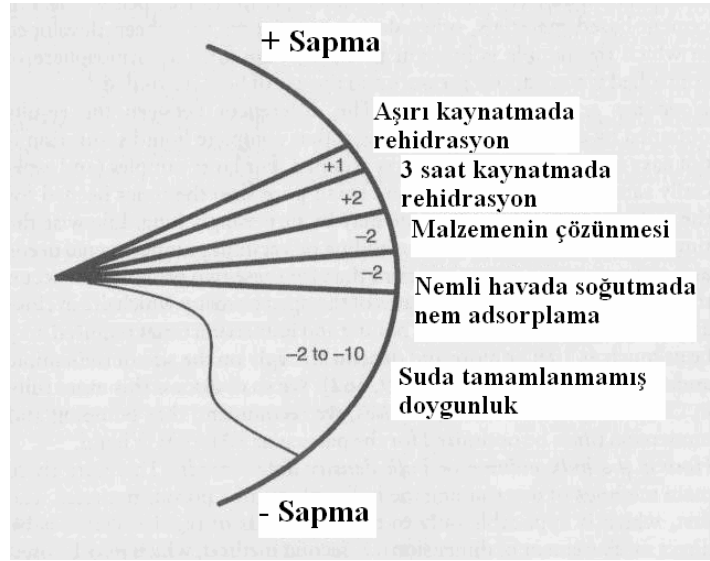 + Sapma
Aşırı kaynatmada
rehidrasyon
+1
3 saat kaynatmada
rehidrasyon
+2
Malzemenin çözünmesi
−2
−2
Nemli havada soğutmada
nem adsorplama
−2 to −10
Suda tamamlanmamış
doygunluk
- Sapma